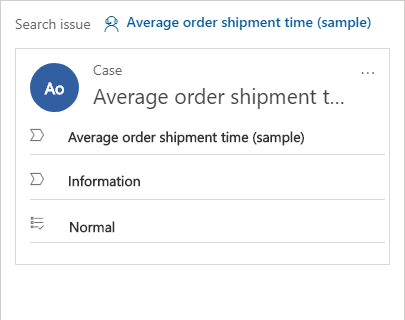 Search issue Average order shipment time (sample)
Case
Ao
Average order shipment t...
Average order shipment time (sample)
Information
Normal